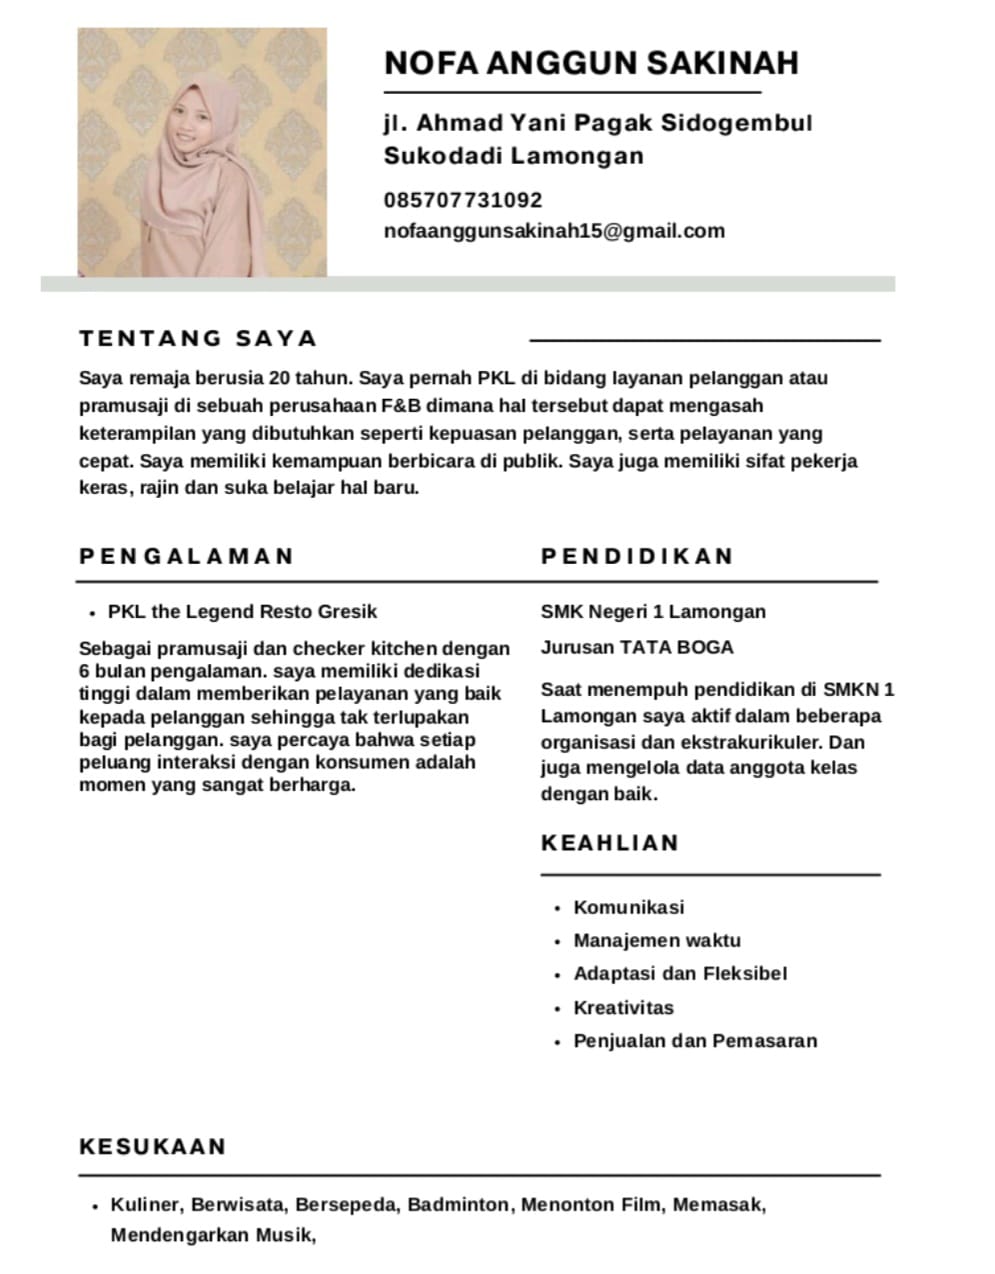 NOFA ANGGUN SAKINAH
jl. Ahmad Yani Pagak Sidogembul
Sukodadi Lamongan
085707731092
nofaanggunsakinah15@gmail.com
TENTANG SAYA
Saya remaja berusia 20 tahun. Saya pernah PKL di bidang layanan pelanggan atau
pramusaji di sebuah perusahaan F&B dimana hal tersebut dapat mengasah
keterampilan yang dibutuhkan seperti kepuasan pelanggan, serta pelayanan yang
cepat. Saya memiliki kemampuan berbicara di publik. Saya juga memiliki sifat pekerja
keras, rajin dan suka belajar hal baru.
PENGALAMAN
• PKL the Legend Resto Gresik
Sebagai pramusaji dan checker kitchen dengan
6 bulan pengalaman. saya memiliki dedikasi
tinggi dalam memberikan pelayanan yang baik
kepada pelanggan sehingga tak terlupakan
bagi pelanggan. saya percaya bahwa setiap
peluang interaksi dengan konsumen adalah
momen yang sangat berharga.
PENDIDIKAN
SMK Negeri 1 Lamongan
Jurusan TATA BOGA
Saat menempuh pendidikan di SMKN 1
Lamongan saya aktif dalam beberapa
organisasi dan ekstrakurikuler. Dan
juga mengelola data anggota kelas
dengan baik.
KEAHLIAN
• Komunikasi
• Manajemen waktu
• Adaptasi dan Fleksibel
• Kreativitas
• Penjualan dan Pemasaran
KESUKAAN
• Kuliner, Berwisata, Bersepeda, Badminton, Menonton Film, Memasak,
Mendengarkan Musik,